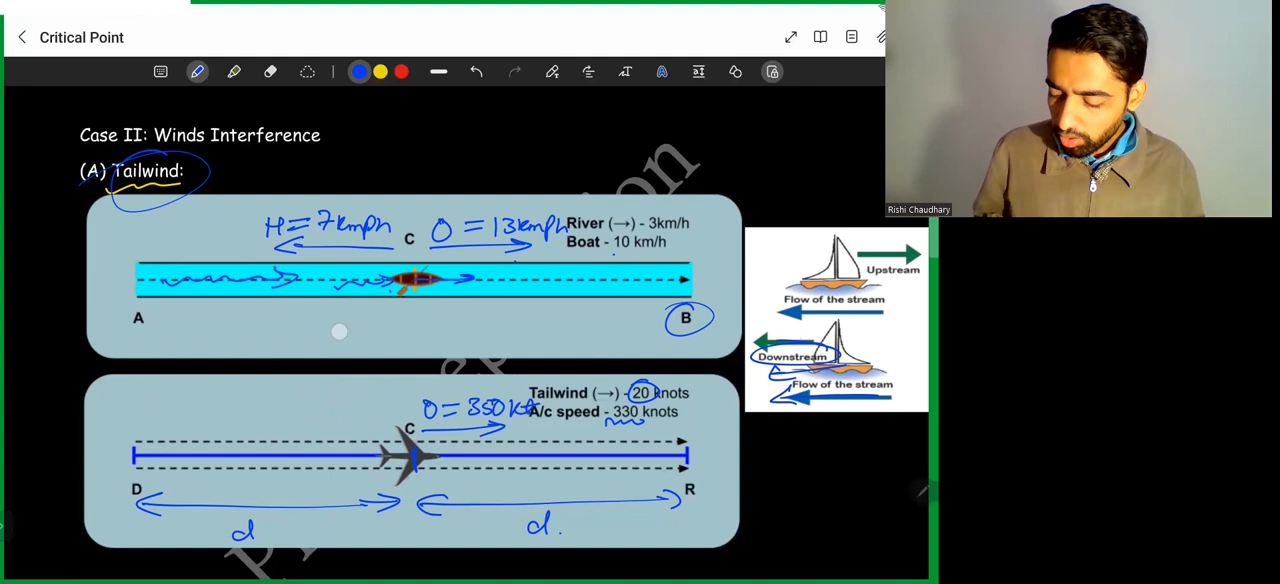 Critical Point
Case II: Winds Interference
(A) Tailwind:
H = 7kmph
C
O = 13kmph
River (→) - 3km/h
Boat - 10 km/h
A
B
Tailwind (→) - 20 knots
O = 350
A/c speed - 330 knots
C
D
R
d
d.
Upstream
Flow of the stream
Downstream
Flow of the stream
Rishi Chaudhary